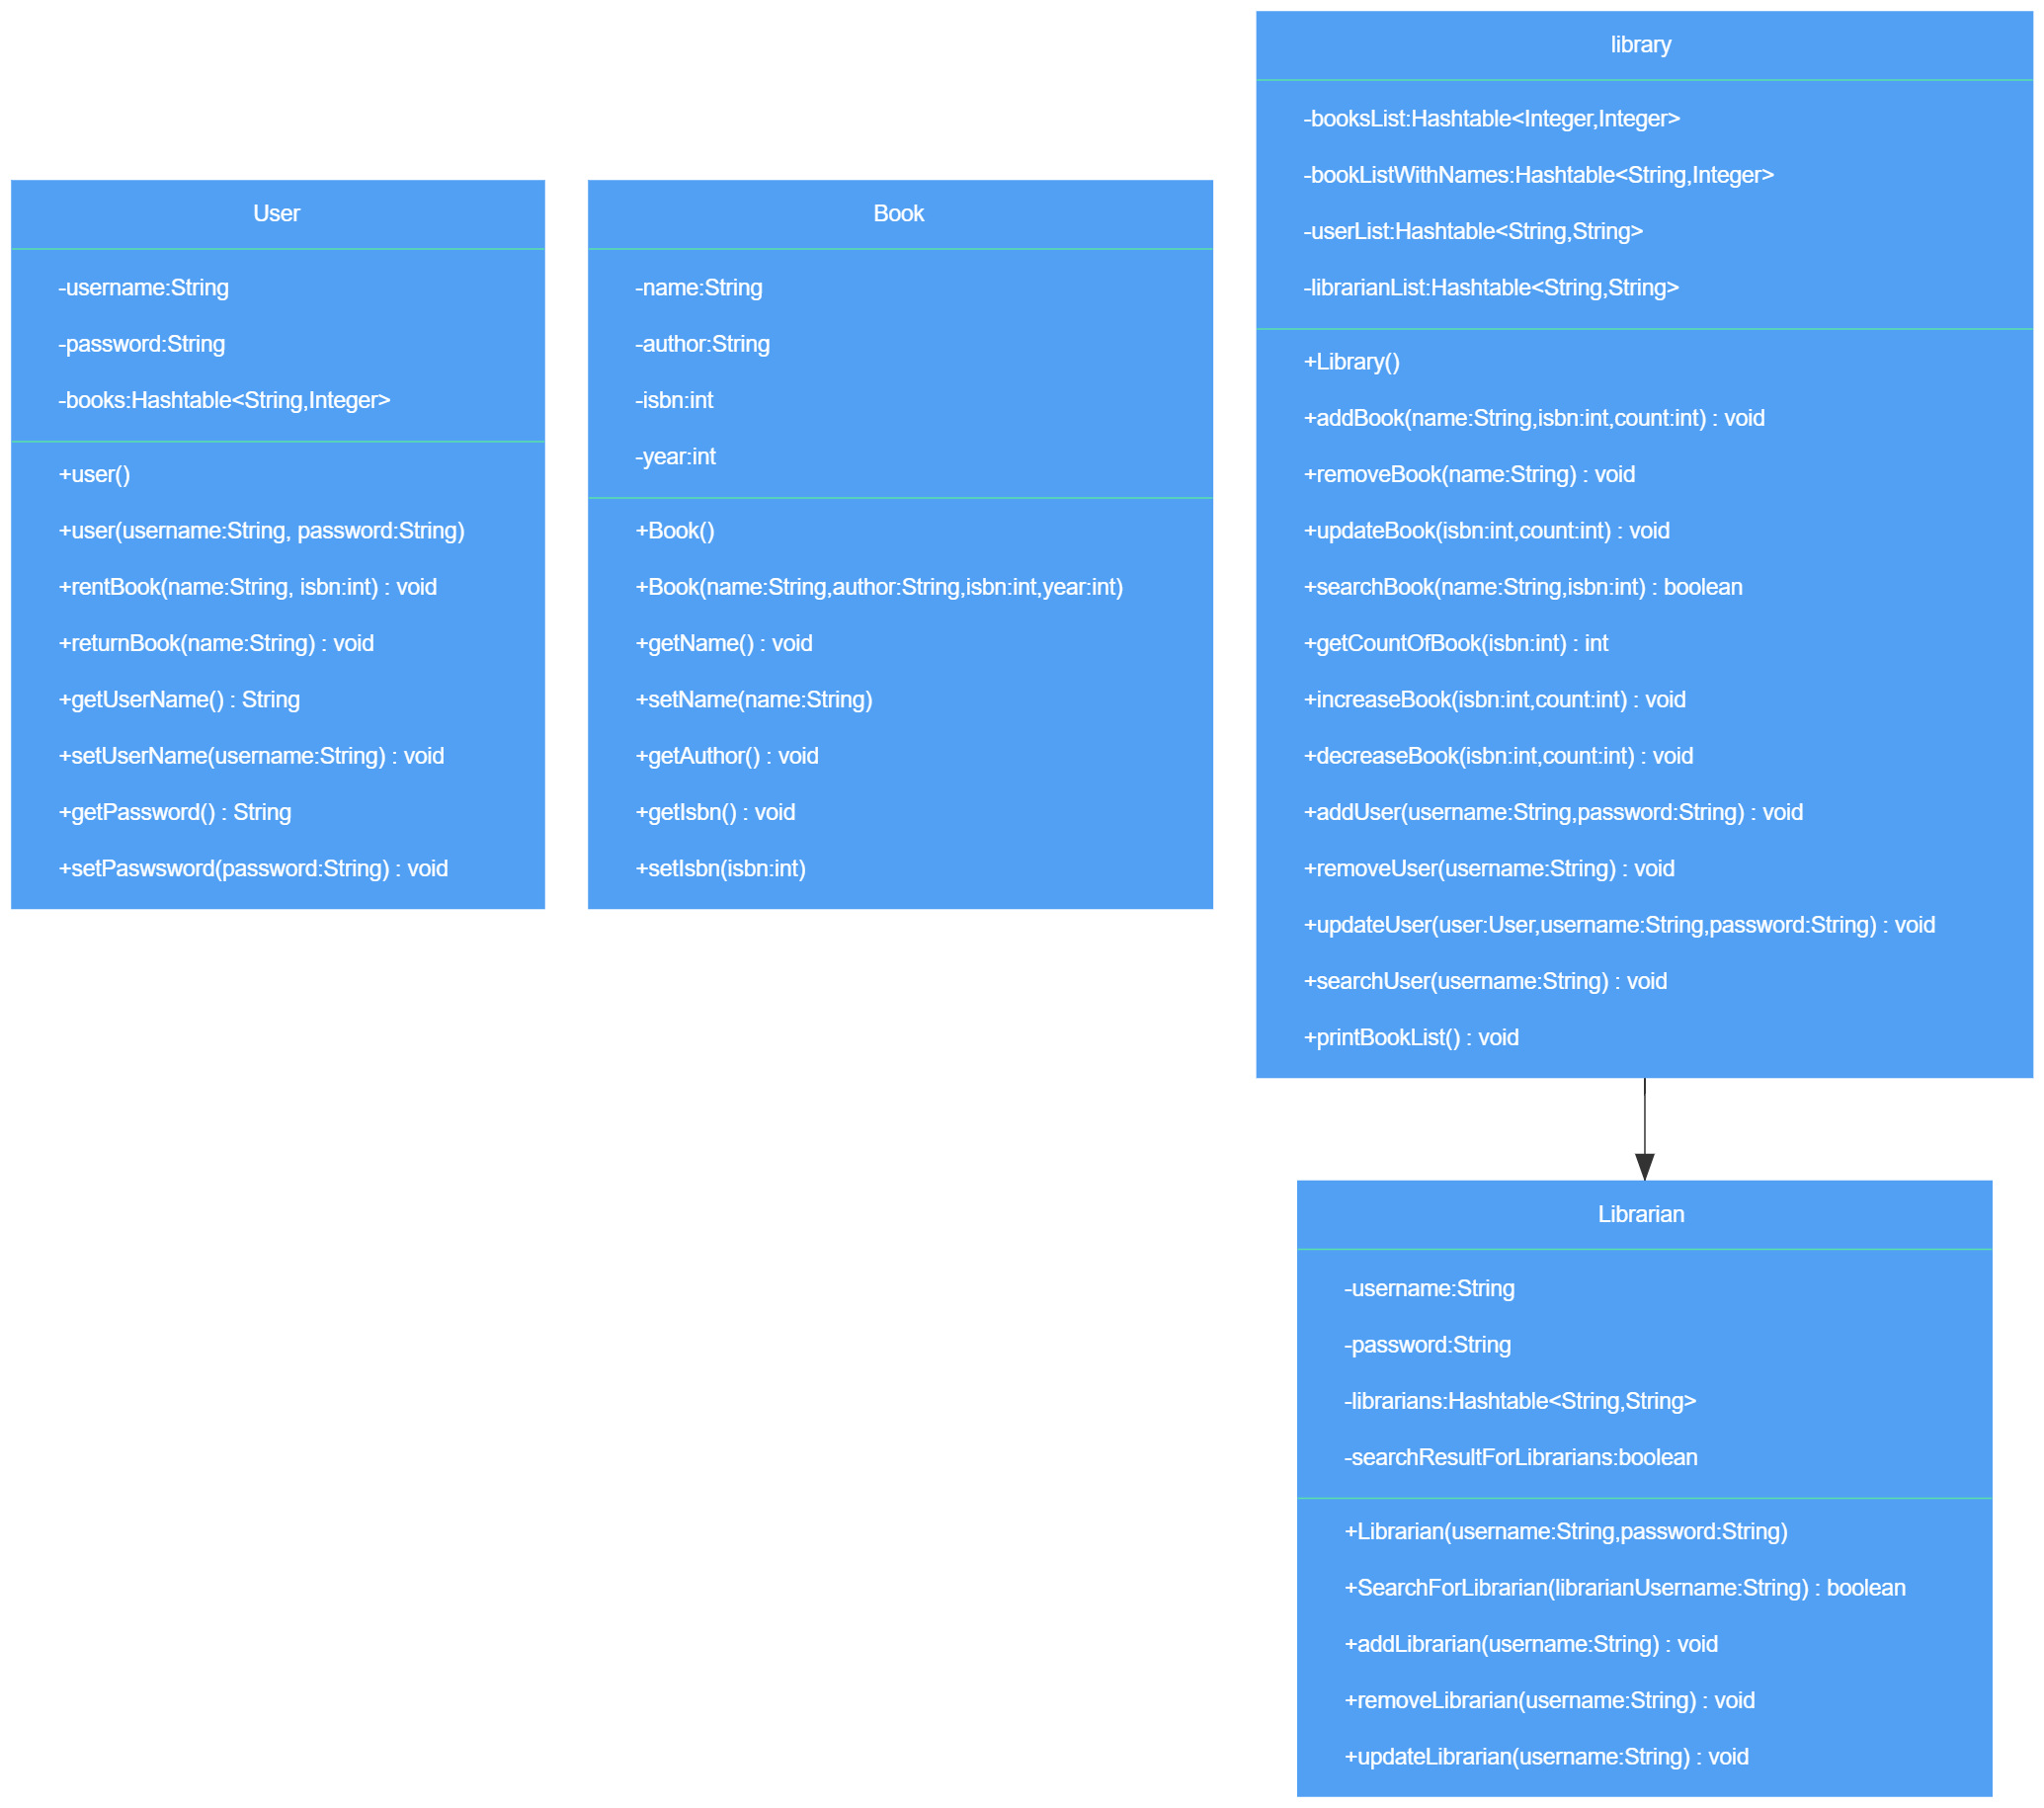 User
-username:String
-password:String
-books:Hashtable<String,Integer>
+user()
+user(username:String, password:String)
+rentBook(name:String, isbn:int) : void
+returnBook(name:String) : void
+getUserName() : String
+setUserName(username:String) : void
+getPassword() : String
+setPaswsword(password:String) : void
Book
-name:String
-author:String
-isbn:int
-year:int
+Book()
+Book(name:String,author:String,isbn:int,year:int)
+getName() : void
+setName(name:String)
+getAuthor() : void
+getIsbn() : void
+setIsbn(isbn:int)
library
-booksList:Hashtable<Integer,Integer>
-bookListWithNames:Hashtable<String,Integer>
-userList:Hashtable<String,String>
-librarianList:Hashtable<String,String>
+Library()
+addBook(name:String,isbn:int,count:int) : void
+removeBook(name:String) : void
+updateBook(isbn:int,count:int) : void
+searchBook(name:String,isbn:int) : boolean
+getCountOfBook(isbn:int) : int
+increaseBook(isbn:int,count:int) : void
+decreaseBook(isbn:int,count:int) : void
+addUser(username:String,password:String) : void
+removeUser(username:String) : void
+updateUser(user:User,username:String,password:String) : void
+searchUser(username:String) : void
+printBookList() : void
Librarian
-username:String
-password:String
-librarians:Hashtable<String,String>
-searchResultForLibrarians:boolean
+Librarian(username:String,password:String)
+SearchForLibrarian(librarianUsername:String) : boolean
+addLibrarian(username:String) : void
+removeLibrarian(username:String) : void
+updateLibrarian(username:String) : void